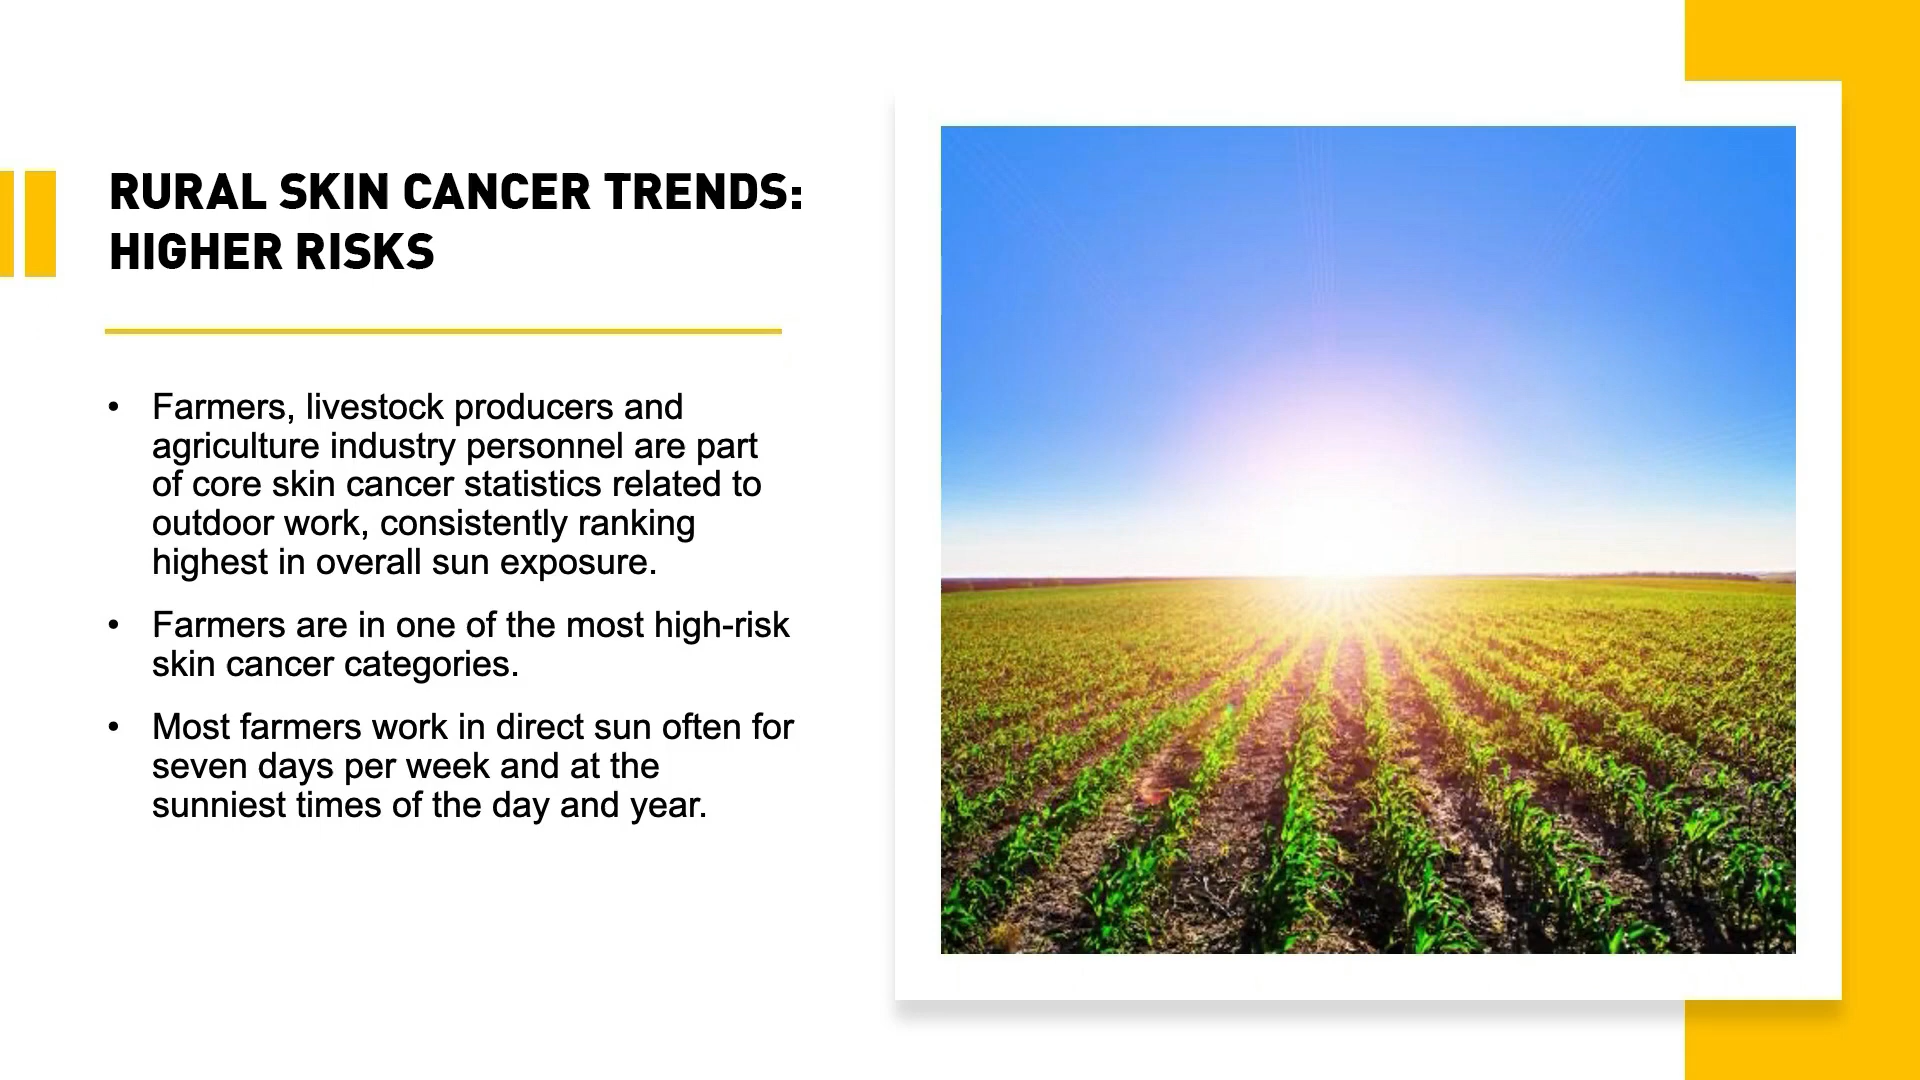 RURAL SKIN CANCER TRENDS:
HIGHER RISKS
• Farmers, livestock producers and
agriculture industry personnel are part
of core skin cancer statistics related to
outdoor work, consistently ranking
highest in overall sun exposure.
• Farmers are in one of the most high-risk
skin cancer categories.
• Most farmers work in direct sun often for
seven days per week and at the
sunniest times of the day and year.